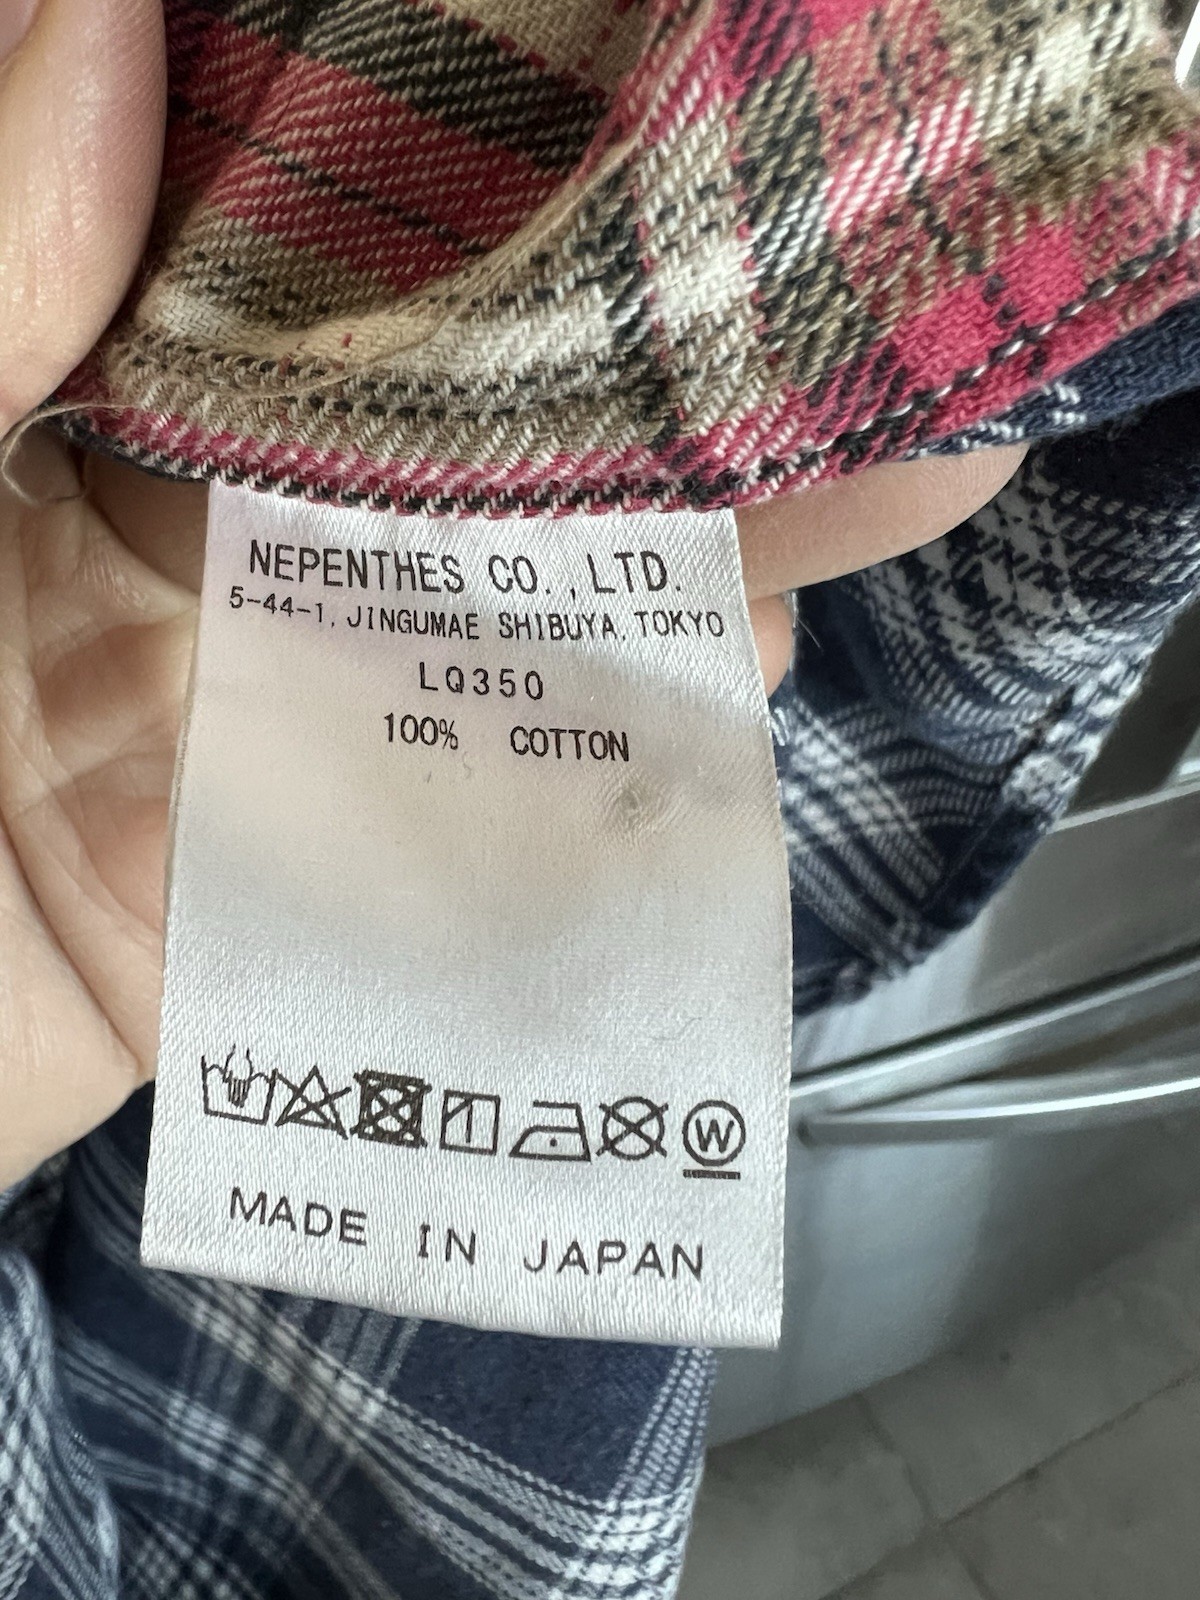 NEPENTHES CO.,LTD.
5-44-1, JINGUMAE SHIBUYA, TOKYO
LQ350
100% COTTON
W
MADE IN JAPAN